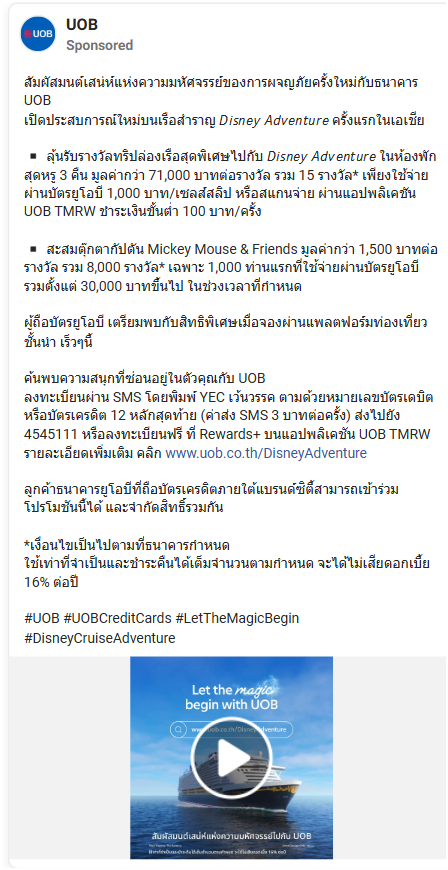 UOB
UOB
Sponsored
สัมผัสมนต์เสน่ห์แห่งความมหัศจรรย์ของการผจญภัยครั้งใหม่กับธนาคาร
UOB
เปิดประสบการณ์ใหม่บนเรือสำราญ Disney Adventure ครั้งแรกในเอเชีย
▪ ลุ้นรับรางวัลทริปล่องเรือสุดพิเศษไปกับ Disney Adventure ในห้องพัก
สุดหรู 3 คืน มูลค่ากว่า 71,000 บาทต่อรางวัล รวม 15 รางวัล* เพียงใช้จ่าย
ผ่านบัตรยูโอบี 1,000 บาท/เซลส์สลิป หรือสแกนจ่าย ผ่านแอปพลิเคชัน
UOB TMRW ชำระเงินขั้นต่ำ 100 บาท/ครั้ง
▪ สะสมตุ๊กตากัปตัน Mickey Mouse & Friends มูลค่ากว่า 1,500 บาทต่อ
รางวัล รวม 8,000 รางวัล* เฉพาะ 1,000 ท่านแรกที่ใช้จ่ายผ่านบัตรยูโอบี
รวมตั้งแต่ 30,000 บาทขึ้นไป ในช่วงเวลาที่กำหนด
ผู้ถือบัตรยูโอบี เตรียมพบกับสิทธิพิเศษเมื่อจองผ่านแพลตฟอร์มท่องเที่ยว
ชั้นนำ เร็วๆนี้
ค้นพบความสนุกที่ซ่อนอยู่ในตัวคุณกับ UOB
ลงทะเบียนผ่าน SMS โดยพิมพ์ YEC เว้นวรรค ตามด้วยหมายเลขบัตรเดบิต
หรือบัตรเครดิต 12 หลักสุดท้าย (ค่าส่ง SMS 3 บาทต่อครั้ง) ส่งไปยัง
4545111 หรือลงทะเบียนฟรี ที่ Rewards+ บนแอปพลิเคชัน UOB TMRW
รายละเอียดเพิ่มเติม คลิก www.uob.co.th/DisneyAdventure
ลูกค้าธนาคารยูโอบีที่ถือบัตรเครดิตภายใต้แบรนด์ซิตี้สามารถเข้าร่วม
โปรโมชันนี้ได้ และจำกัดสิทธิ์รวมกัน
*เงื่อนไขเป็นไปตามที่ธนาคารกำหนด
ใช้เท่าที่จำเป็นและชำระคืนได้เต็มจำนวนตามกำหนด จะได้ไม่เสียดอกเบี้ย
16% ต่อปี
#UOB #UOBCreditCards #LetTheMagicBegin
#DisneyCruiseAdventure
Let the magic
begin with UOB
www.uob.co.th/DisneyAdventure
สัมผัสมนต์เสน่ห์แห่งความมหัศจรรย์ไปกับ UOB